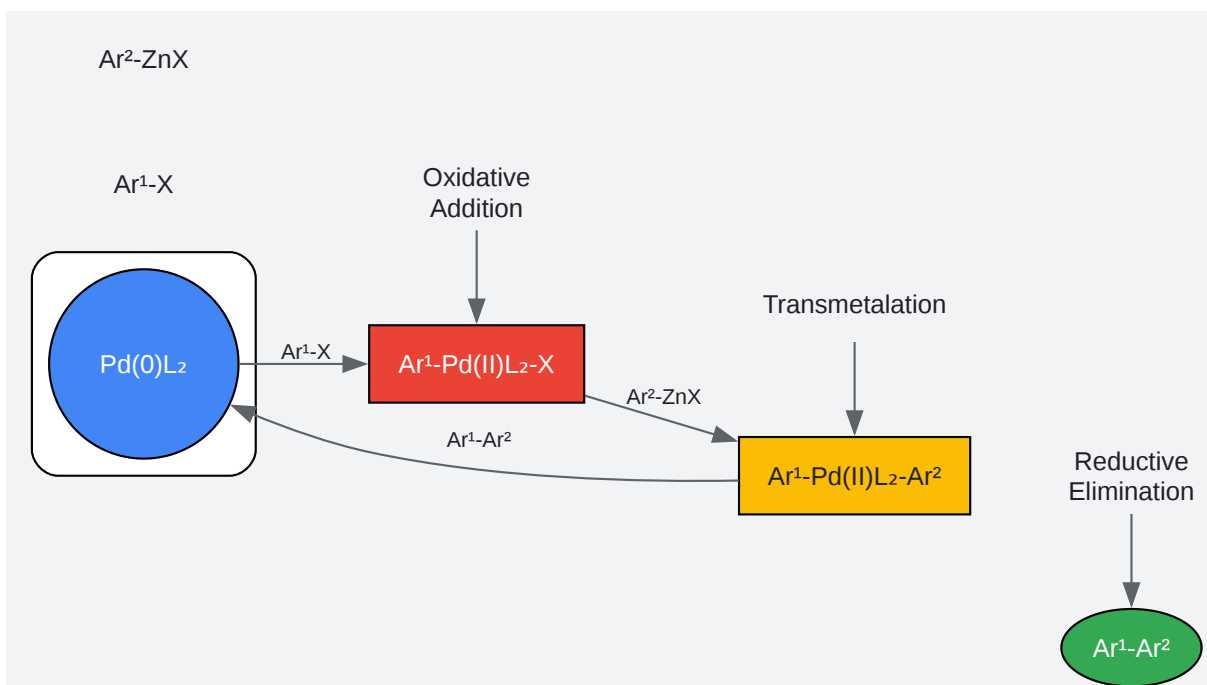 Ar²-ZnX
Ar¹-X
Oxidative
Addition
Transmetalation
Pd(0)L₂
Ar¹-X
Ar¹-Pd(II)L₂-X
Ar²-ZnX
Ar¹-Ar²
Ar¹-Pd(II)L₂-Ar²
Reductive
Elimination
Ar¹-Ar²